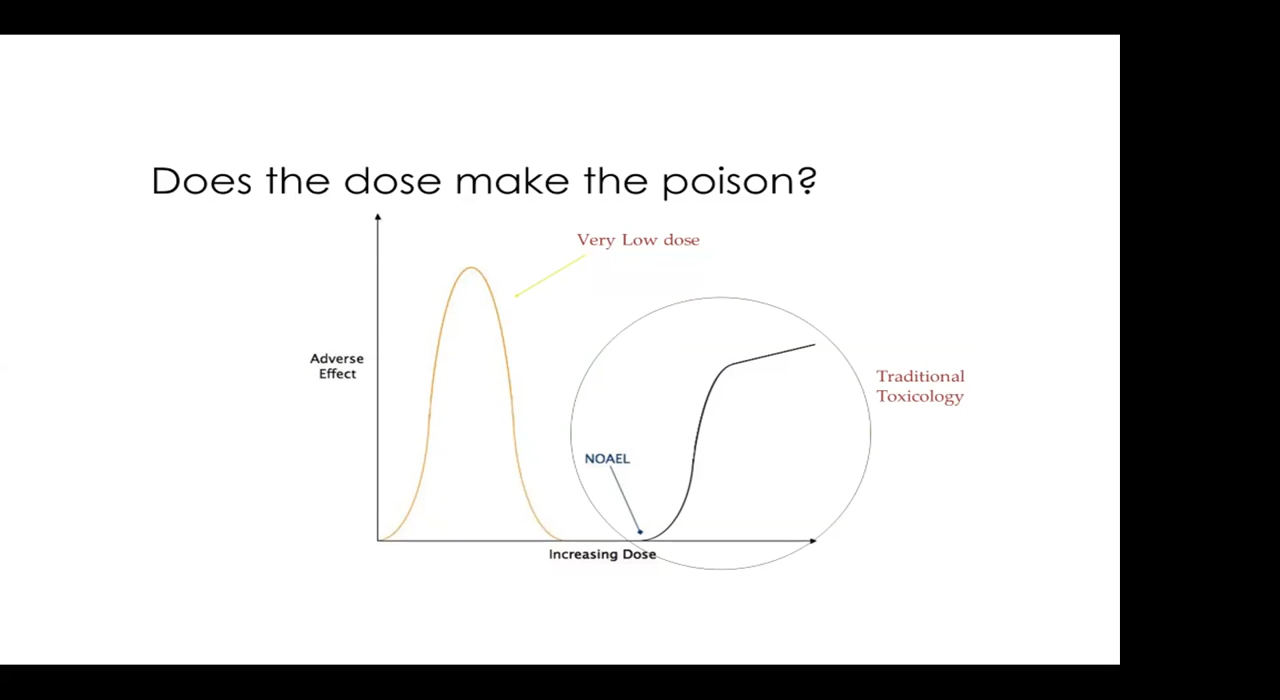 Does the dose make the poison?
Very Low dose
Adverse
Effect
Traditional
Toxicology
NOAEL
Increasing Dose